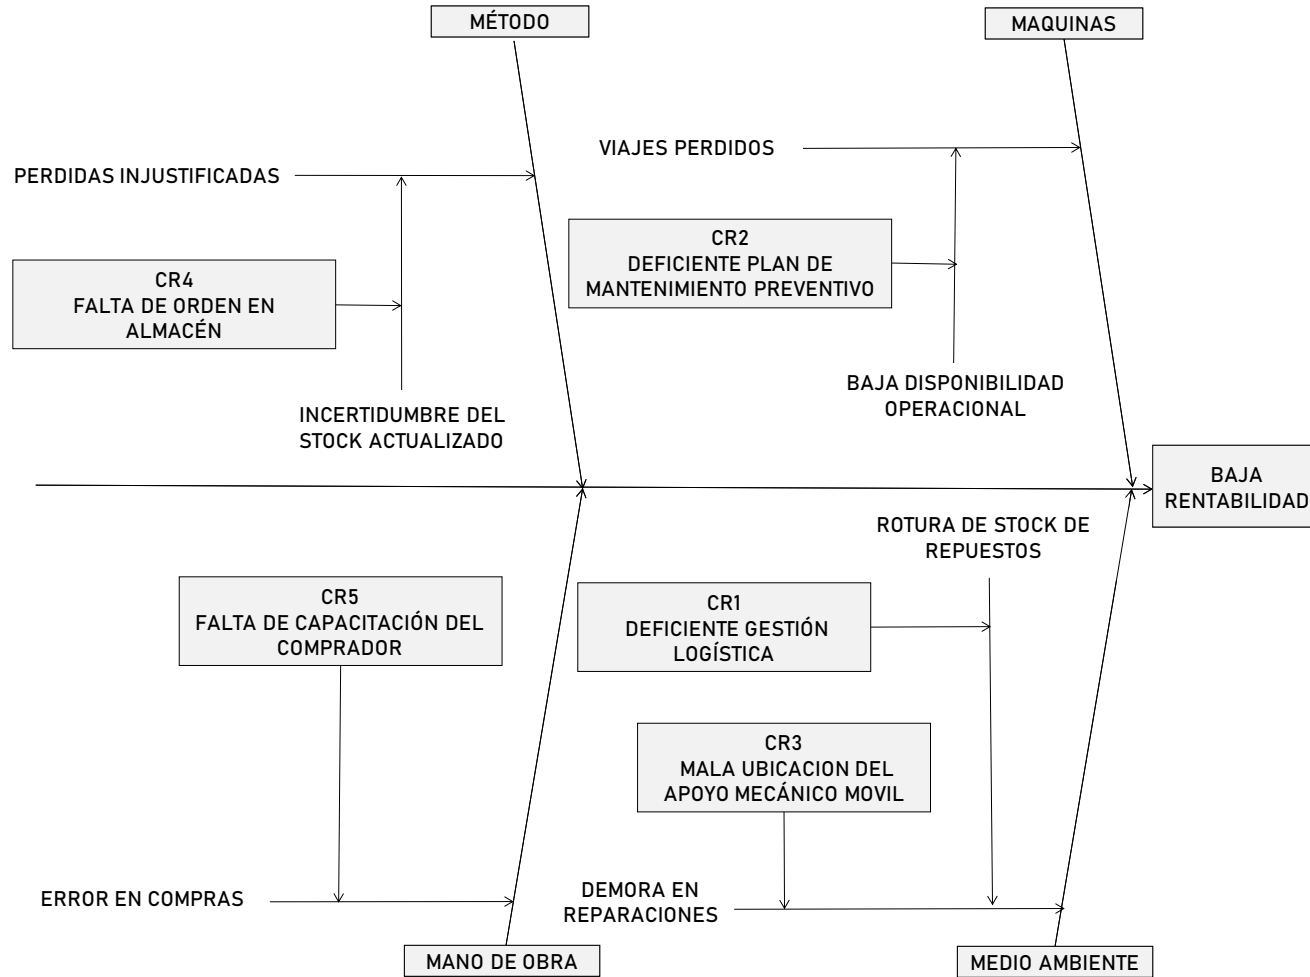 MÉTODO
MAQUINAS
VIAJES PERDIDOS
PERDIDAS INJUSTIFICADAS
CR2
DEFICIENTE PLAN DE
MANTENIMIENTO PREVENTIVO
CR4
FALTA DE ORDEN EN
ALMACÉN
BAJA DISPONIBILIDAD
OPERACIONAL
INCERTIDUMBRE DEL
STOCK ACTUALIZADO
BAJA
RENTABILIDAD
ROTURA DE STOCK DE
REPUESTOS
CR5
FALTA DE CAPACITACIÓN DEL
COMPRADOR
CR1
DEFICIENTE GESTIÓN
LOGÍSTICA
CR3
MALA UBICACION DEL
APOYO MECÁNICO MOVIL
ERROR EN COMPRAS
DEMORA EN
REPARACIONES
MANO DE OBRA
MEDIO AMBIENTE